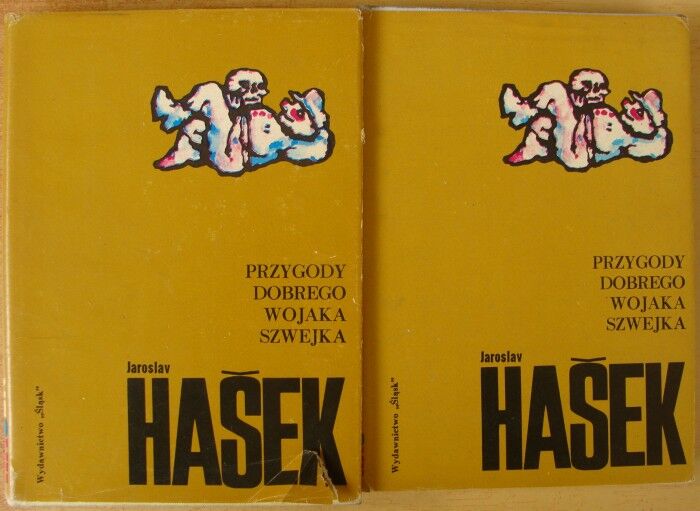 PRZYGODY
DOBREGO
WOJAKA
SZWEJKA
Jaroslav
HAŠEK
Wydawnictwo „Śląsk”
PRZYGODY
DOBREGO
WOJAKA
SZWEJKA
Jaroslav
HAŠEK
Wydawnictwo „Śląsk”